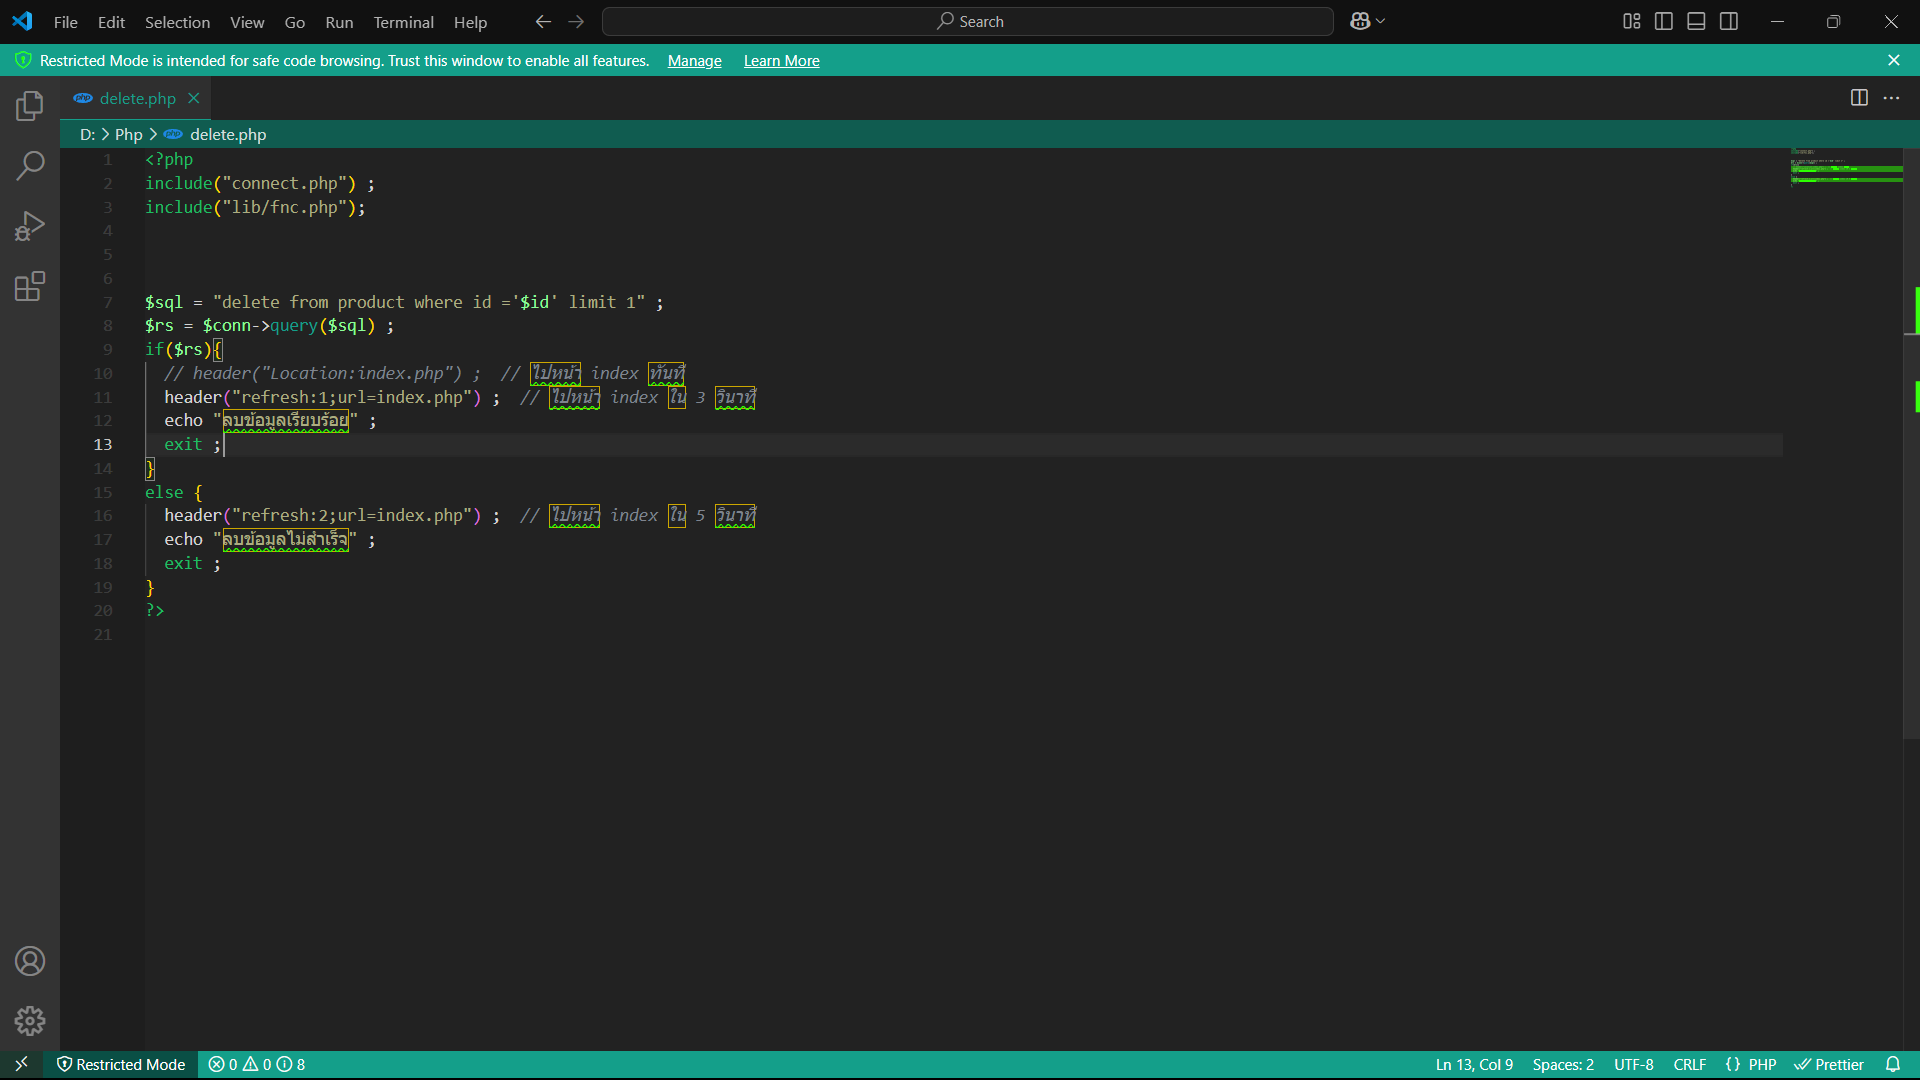 File Edit Selection View Go Run Terminal Help Search
Restricted Mode is intended for safe code browsing. Trust this window to enable all features. Manage Learn More
php delete.php
D: > Php > php delete.php
1 <?php
2 include("connect.php") ;
3 include("lib/fnc.php");
4
5
6
7 $sql = "delete from product where id ='$id' limit 1" ;
8 $rs = $conn->query($sql) ;
9 if($rs){
10 // header("Location:index.php") ;  // ไปหน้า index ทันที
11 header("refresh:1;url=index.php") ;  // ไปหน้า index ใน 3 วินาที
12 echo "ลบข้อมูลเรียบร้อย" ;
13 exit ;
14 }
15 else {
16 header("refresh:2;url=index.php") ;  // ไปหน้า index ใน 5 วินาที
17 echo "ลบข้อมูลไม่สำเร็จ" ;
18 exit ;
19 }
20 ?>
21
Restricted Mode 0 0 8 Ln 13, Col 9 Spaces: 2 UTF-8 CRLF {} PHP Prettier